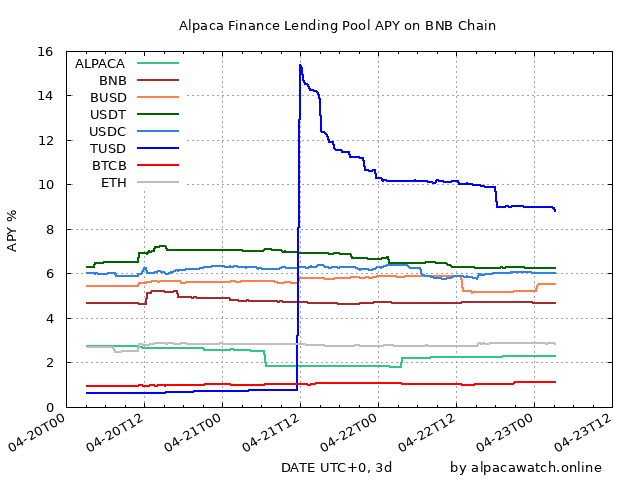 Alpaca Finance Lending Pool APY on BNB Chain
16
14
12
10
8
6
4
2
0
APY %
ALPACA
BNB
BUSD
USDT
USDC
TUSD
BTCB
ETH
04-20T00
04-20T12
04-21T00
04-21T12
04-22T00
04-22T12
04-23T00
04-23T12
DATE UTC+0, 3d
by alpacawatch.online